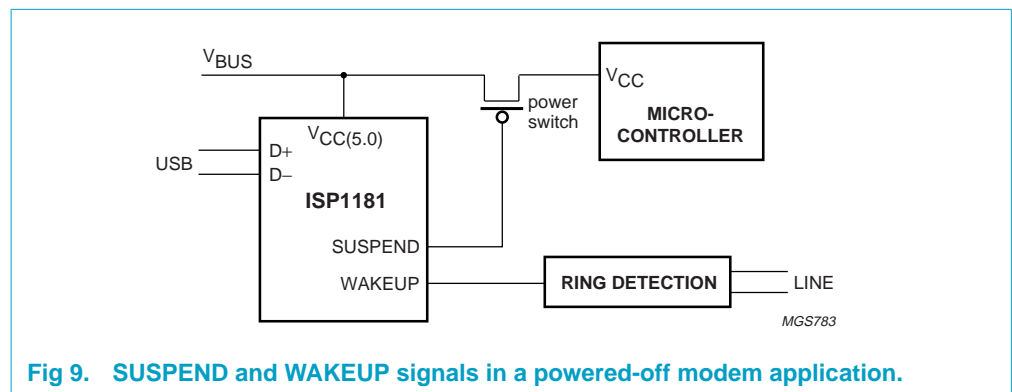 VBUS
VCC
power
switch
MICRO-
CONTROLLER
VCC(5.0)
D+
USB
D−
ISP1181
SUSPEND
WAKEUP
RING DETECTION
LINE
MGS783
Fig 9. SUSPEND and WAKEUP signals in a powered-off modem application.